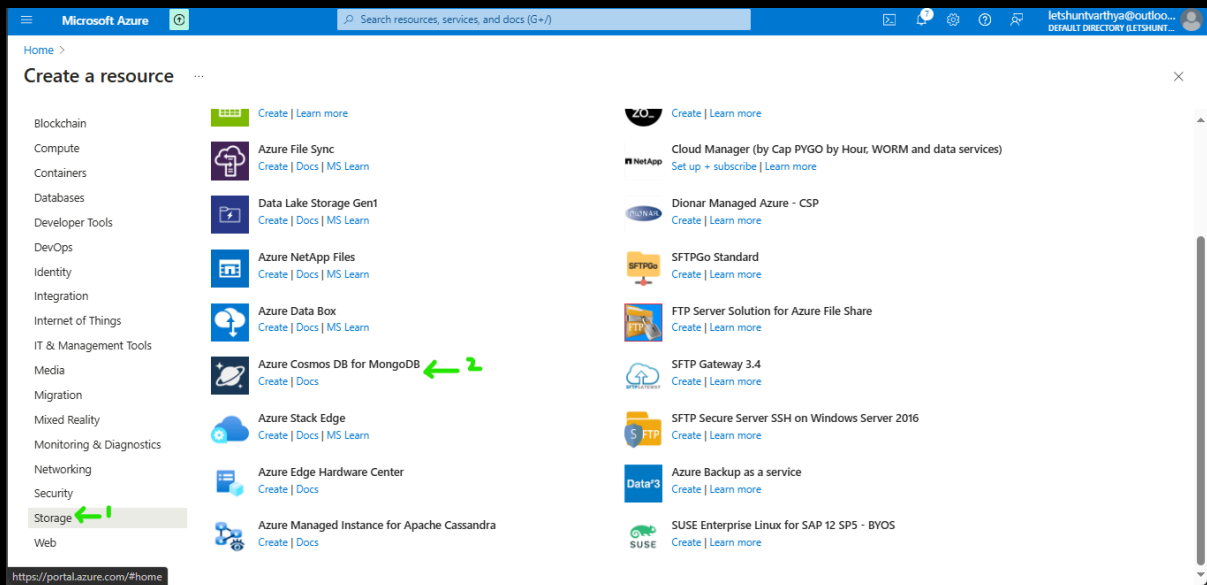 Microsoft Azure
Search resources, services, and docs (G+/)
7
letshuntvarthya@outloo...
DEFAULT DIRECTORY (LETSHUNT...
Home >
Create a resource ...
Blockchain
Compute
Containers
Databases
Developer Tools
DevOps
Identity
Integration
Internet of Things
IT & Management Tools
Media
Migration
Mixed Reality
Monitoring & Diagnostics
Networking
Security
Storage
1
Web
Create | Learn more
Azure File Sync
Create | Docs | MS Learn
Data Lake Storage Gen1
Create | Docs | MS Learn
Azure NetApp Files
Create | Docs | MS Learn
Azure Data Box
Create | Docs | MS Learn
Azure Cosmos DB for MongoDB
2
Create | Docs
Azure Stack Edge
Create | Docs | MS Learn
Azure Edge Hardware Center
Create | Docs
Azure Managed Instance for Apache Cassandra
Create | Docs
ZO_
Create | Learn more
NetApp
Cloud Manager (by Cap PYGO by Hour, WORM and data services)
Set up + subscribe | Learn more
DIONAR
Dionar Managed Azure - CSP
Create | Learn more
SFTPGo
SFTPGo Standard
Create | Learn more
FTP
FTP Server Solution for Azure File Share
Create | Learn more
SFTP Gateway 3.4
Create | Learn more
S FTP
SFTP Secure Server SSH on Windows Server 2016
Create | Learn more
Data#3
Azure Backup as a service
Create | Learn more
SUSE
SUSE Enterprise Linux for SAP 12 SP5 - BYOS
Create | Learn more
https://portal.azure.com/#home